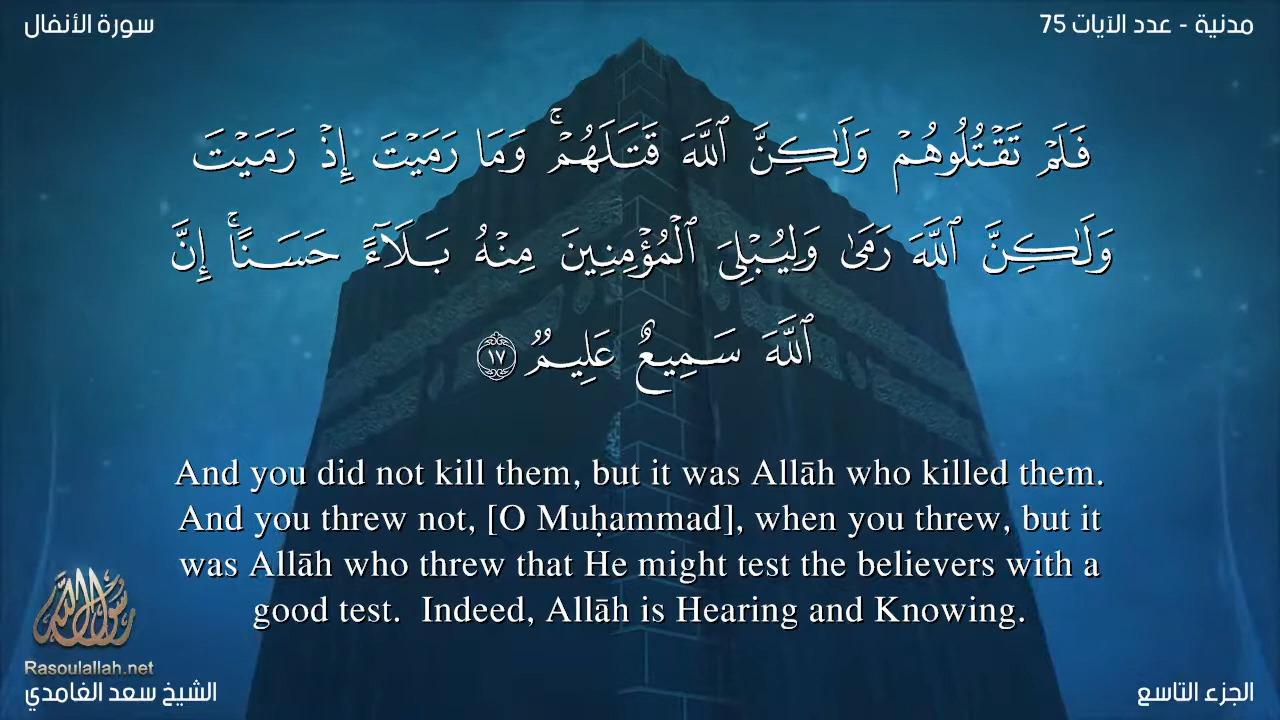 مدنية - عدد الآيات 75
سورة الأنفال
فَلَمْ تَقْتُلُوهُمْ وَلَٰكِنَّ ٱللَّهَ قَتَلَهُمْ ۚ وَمَا رَمَيْتَ إِذْ رَمَيْتَ
وَلَٰكِنَّ ٱللَّهَ رَمَىٰ وَلِيُبْلِىَ ٱلْمُؤْمِنِينَ مِنْهُ بَلَآءً حَسَنًا ۚ إِنَّ
ٱللَّهَ سَمِيعٌ عَلِيمٌ ١٧
And you did not kill them, but it was Allāh who killed them.
And you threw not, [O Muḥammad], when you threw, but it
was Allāh who threw that He might test the believers with a
good test.  Indeed, Allāh is Hearing and Knowing.
رسول الله
Rasoulallah.net
الجزء التاسع
الشيخ سعد الغامدي